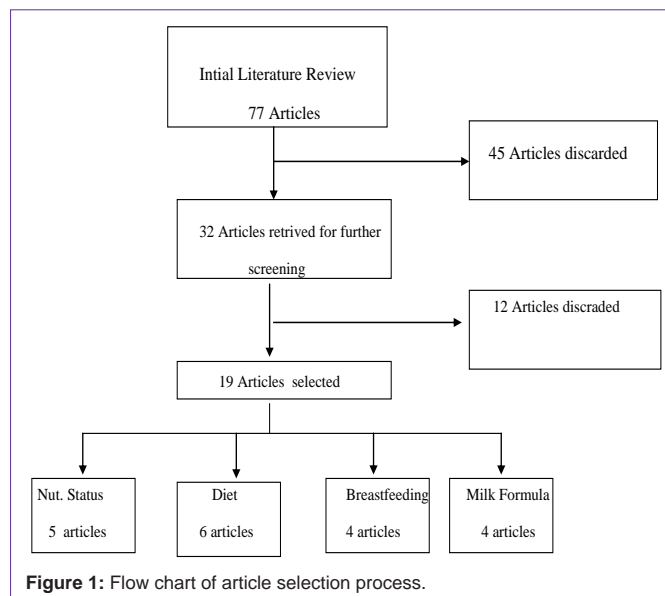 Intial Literature Review
77 Articles
45 Articles discarded
32 Articles retrived for further
screening
12 Articles discraded
19 Articles selected
Nut. Status
5 articles
Diet
6 articles
Breastfeeding
4 articles
Milk Formula
4 articles
Figure 1: Flow chart of article selection process.